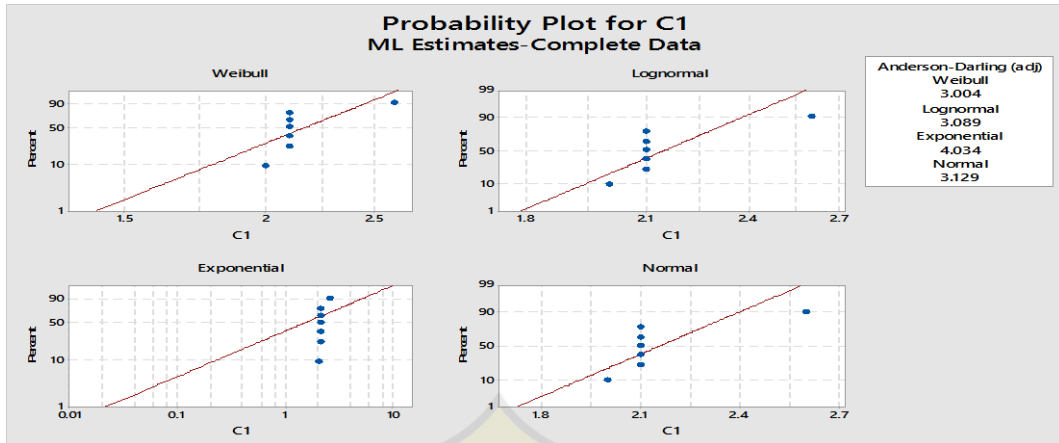 Probability Plot for C1
ML Estimates-Complete Data
Weibull
90
50
10
1
Percent
1.5
2
2.5
C1
Lognormal
99
90
50
10
1
Percent
1.8
2.1
2.4
2.7
C1
Anderson-Darling (adj)
Weibull
3.004
Lognormal
3.089
Exponential
4.034
Normal
3.129
Exponential
90
50
10
1
Percent
0.01
0.1
1
10
C1
Normal
99
90
50
10
1
Percent
1.8
2.1
2.4
2.7
C1